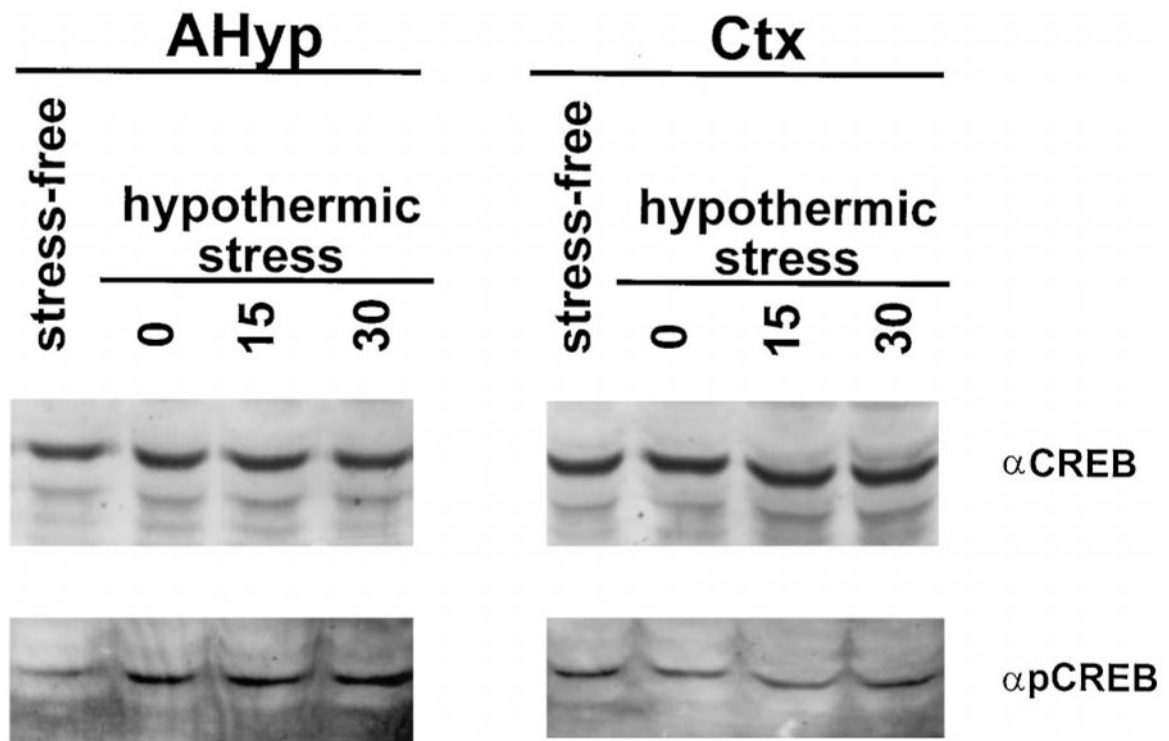 AHyp
Ctx
stress-free
hypothermic
stress
0
15
30
stress-free
hypothermic
stress
0
15
30
αCREB
αpCREB